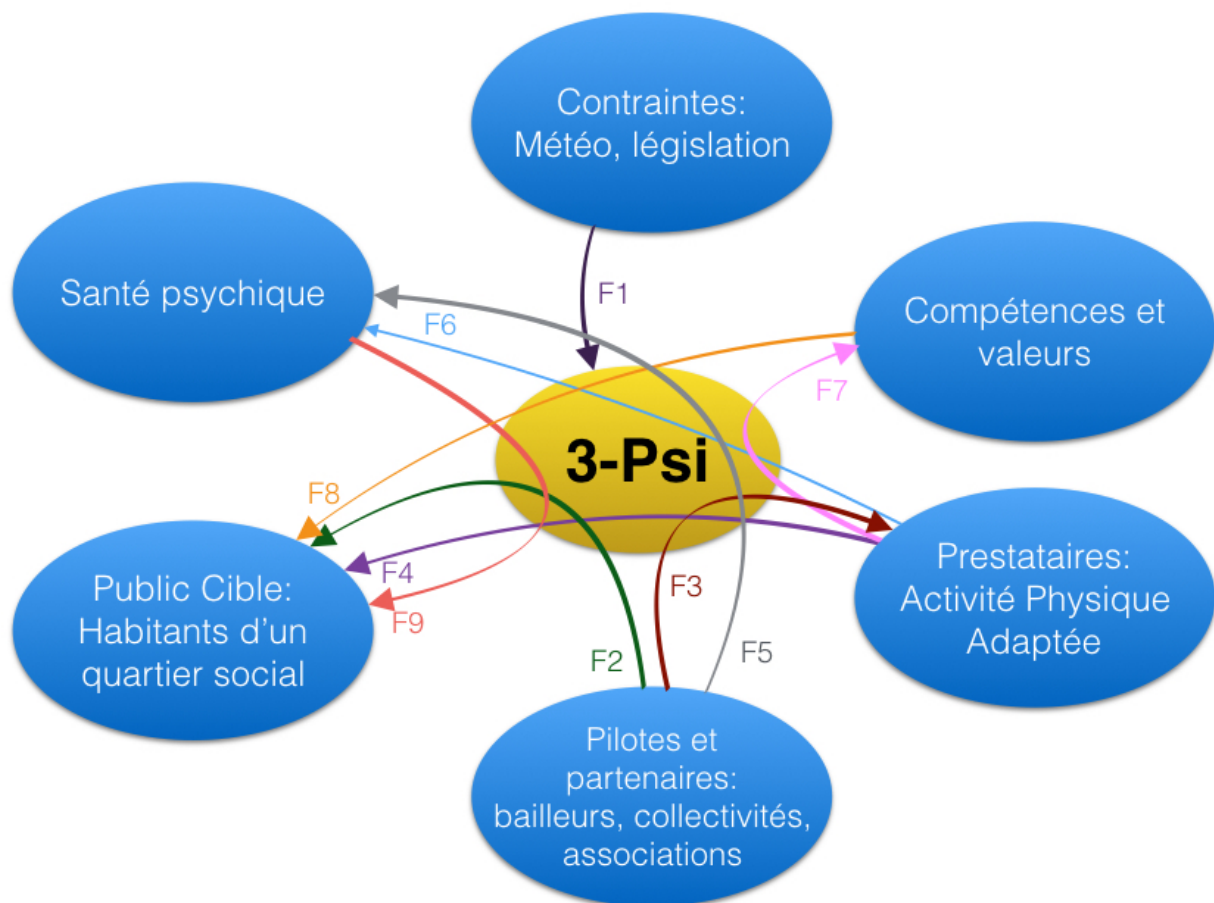 Contraintes:
Météo, législation
Santé psychique
F1
Compétences et
valeurs
F6
F7
3-Psi
F8
Public Cible:
Habitants d'un
quartier social
F4
F9
F3
F2
F5
Prestataires:
Activité Physique
Adaptée
Pilotes et
partenaires:
bailleurs, collectivités,
associations